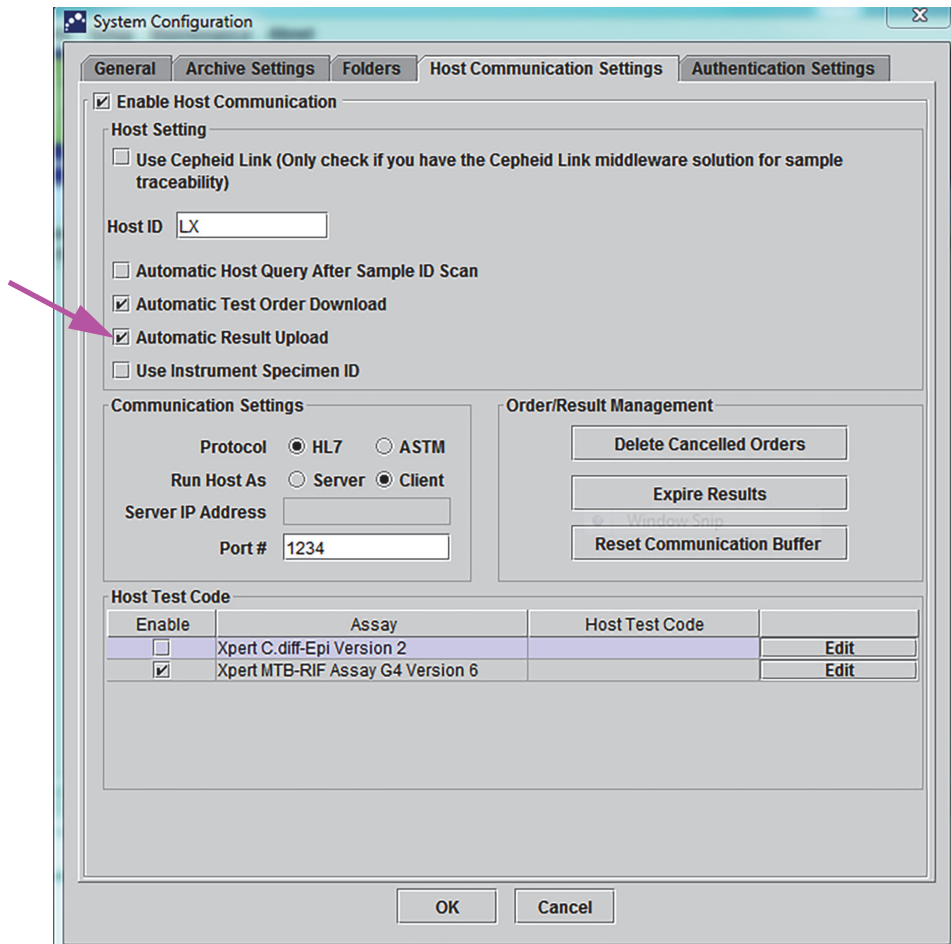 System Configuration
General Archive Settings Folders Host Communication Settings Authentication Settings
Enable Host Communication
Host Setting
Use Cepheid Link (Only check if you have the Cepheid Link middleware solution for sample
traceability)
Host ID LX
Automatic Host Query After Sample ID Scan
Automatic Test Order Download
Automatic Result Upload
Use Instrument Specimen ID
Communication Settings
Protocol HL7 ASTM
Run Host As Server Client
Server IP Address
Port # 1234
Order/Result Management
Delete Cancelled Orders
Expire Results
Window Snip
Reset Communication Buffer
Host Test Code
Enable Assay Host Test Code
Xpert C.diff-Epi Version 2 Edit
Xpert MTB-RIF Assay G4 Version 6 Edit
OK Cancel